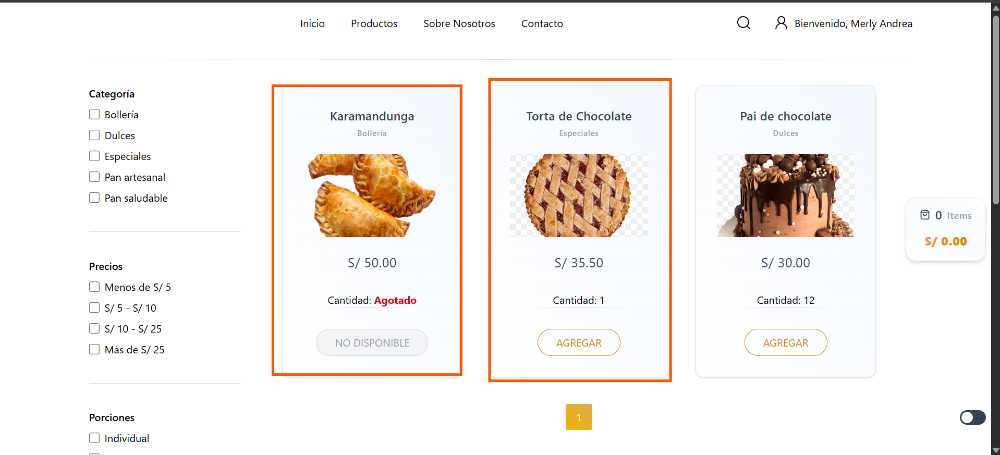 Inicio
Productos
Sobre Nosotros
Contacto
Bienvenido, Merly Andrea
Categoría
Bollería
Dulces
Especiales
Pan artesanal
Pan saludable
Precios
Menos de S/ 5
S/ 5 - S/ 10
S/ 10 - S/ 25
Más de S/ 25
Porciones
Individual
Karamandunga
Bollería
S/ 50.00
Cantidad: Agotado
NO DISPONIBLE
Torta de Chocolate
Especiales
S/ 35.50
Cantidad: 1
AGREGAR
Pai de chocolate
Dulces
S/ 30.00
Cantidad: 12
AGREGAR
1
0 Items
S/ 0.00